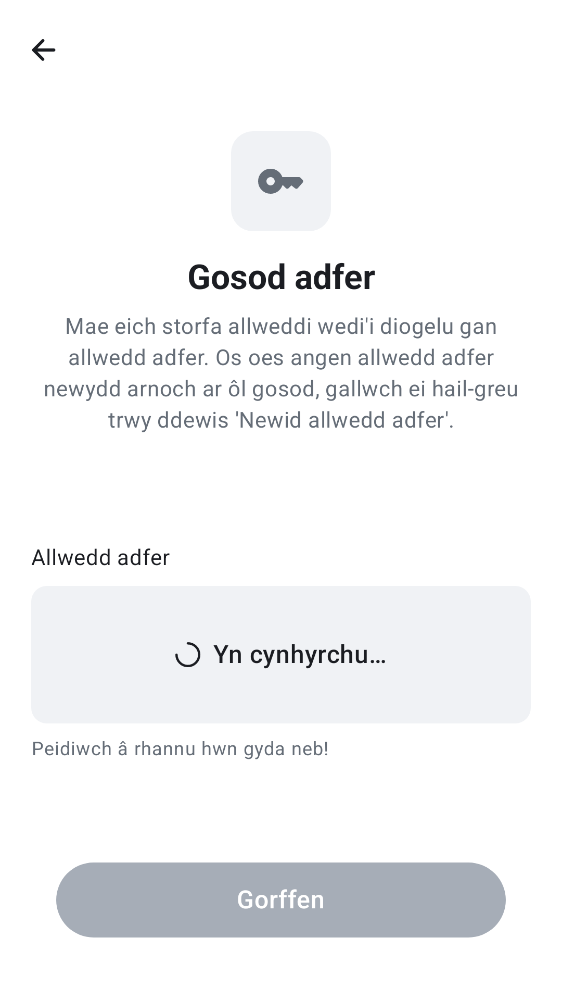 Gosod adfer
Mae eich storfa allweddi wedi'i diogelu gan
allwedd adfer. Os oes angen allwedd adfer
newydd arnoch ar ôl gosod, gallwch ei hail-greu
trwy ddewis 'Newid allwedd adfer'.
Allwedd adfer
Yn cynhyrchu…
Peidiwch â rhannu hwn gyda neb!
Gorffen